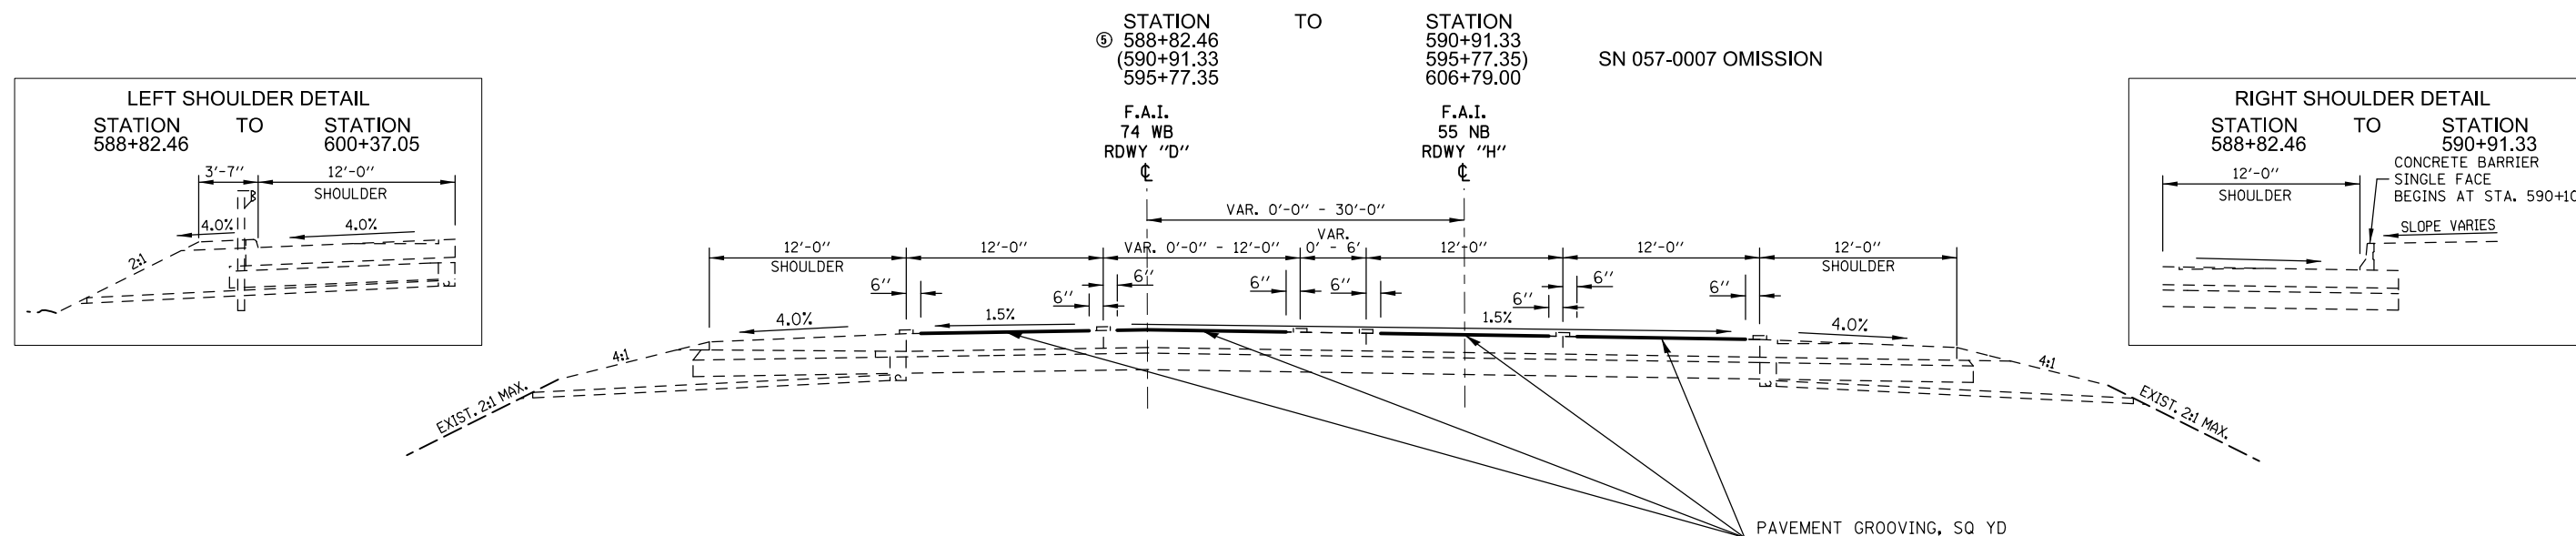 STATION TO STATION
⑤ 588+82.46 590+91.33
(590+91.33 595+77.35) SN 057-0007 OMISSION
595+77.35 606+79.00
LEFT SHOULDER DETAIL
STATION TO STATION
588+82.46 600+37.05
3'-7" 12'-0"
SHOULDER
4.0% 4.0%
2:1
F.A.I.
74 WB
RDWY "D"
℄
F.A.I.
55 NB
RDWY "H"
℄
VAR. 0'-0" - 30'-0"
VAR.
12'-0" 12'-0" VAR. 0'-0" - 12'-0" 0' - 6' 12'-0" 12'-0" 12'-0"
SHOULDER SHOULDER
6" 6" 6" 6" 6" 6" 6" 6"
4.0% 1.5% 1.5% 4.0%
4:1 4:1
EXIST. 2:1 MAX. EXIST. 2:1 MAX.
PAVEMENT GROOVING, SQ YD
RIGHT SHOULDER DETAIL
STATION TO STATION
588+82.46 590+91.33
CONCRETE BARRIER
12'-0" SINGLE FACE
SHOULDER BEGINS AT STA. 590+10
SLOPE VARIES